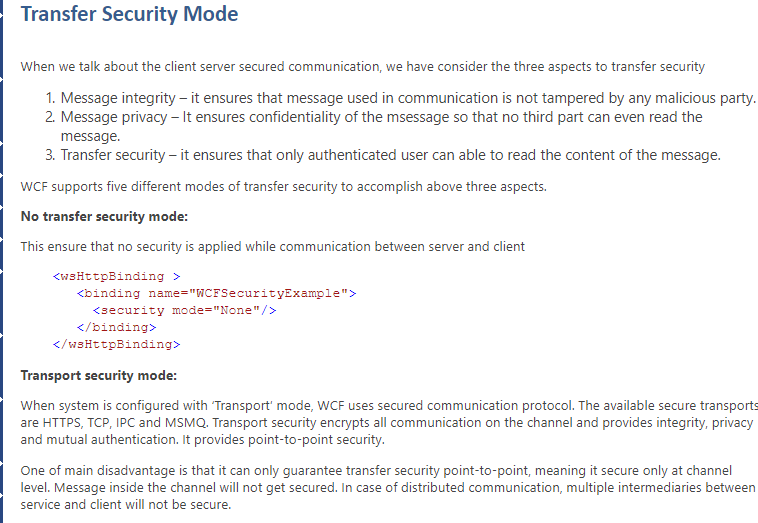 Transfer Security Mode
When we talk about the client server secured communication, we have consider the three aspects to transfer security
1. Message integrity – it ensures that message used in communication is not tampered by any malicious party.
2. Message privacy – It ensures confidentiality of the msessage so that no third part can even read the
message.
3. Transfer security – it ensures that only authenticated user can able to read the content of the message.
WCF supports five different modes of transfer security to accomplish above three aspects.
No transfer security mode:
This ensure that no security is applied while communication between server and client
<wsHttpBinding >
<binding name="WCFSecurityExample">
<security mode="None"/>
</binding>
</wsHttpBinding>
Transport security mode:
When system is configured with ‘Transport’ mode, WCF uses secured communication protocol. The available secure transports
are HTTPS, TCP, IPC and MSMQ. Transport security encrypts all communication on the channel and provides integrity, privacy
and mutual authentication. It provides point-to-point security.
One of main disadvantage is that it can only guarantee transfer security point-to-point, meaning it secure only at channel
level. Message inside the channel will not get secured. In case of distributed communication, multiple intermediaries between
service and client will not be secure.